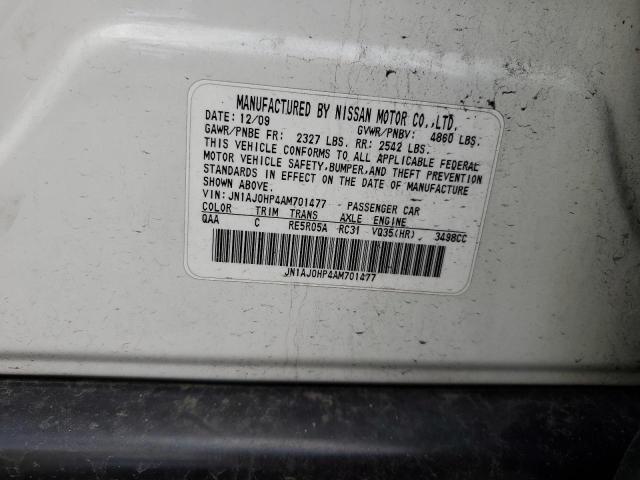 MANUFACTURED BY NISSAN MOTOR CO.,LTD.
DATE: 12/09 GVWR/PNBV: 4860 LBS.
GAWR/PNBE FR: 2327 LBS. RR: 2542 LBS.
THIS VEHICLE CONFORMS TO ALL APPLICABLE FEDERAL
MOTOR VEHICLE SAFETY,BUMPER,AND THEFT PREVENTION
STANDARDS IN EFFECT ON THE DATE OF MANUFACTURE
SHOWN ABOVE.
VIN: JN1AJ0HP4AM701477 PASSENGER CAR
COLOR TRIM TRANS AXLE ENGINE
QAA C RE5R05A RC31 VQ35(HR) 3498CC
JN1AJ0HP4AM701477